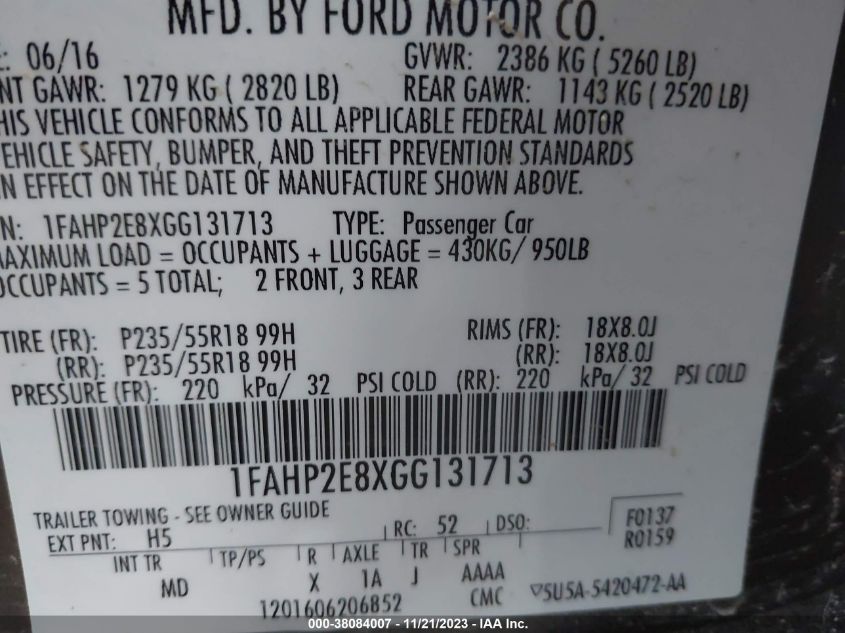 MFD. BY FORD MOTOR CO.
: 06/16 GVWR: 2386 KG ( 5260 LB)
NT GAWR: 1279 KG ( 2820 LB) REAR GAWR: 1143 KG ( 2520 LB)
HIS VEHICLE CONFORMS TO ALL APPLICABLE FEDERAL MOTOR
EHICLE SAFETY, BUMPER, AND THEFT PREVENTION STANDARDS
N EFFECT ON THE DATE OF MANUFACTURE SHOWN ABOVE.
N: 1FAHP2E8XGG131713 TYPE: Passenger Car
AXIMUM LOAD = OCCUPANTS + LUGGAGE = 430KG/ 950LB
OCCUPANTS = 5 TOTAL; 2 FRONT, 3 REAR
TIRE (FR): P235/55R18 99H RIMS (FR): 18X8.0J
(RR): P235/55R18 99H (RR): 18X8.0J
PRESSURE (FR): 220 kPa/ 32 PSI COLD (RR): 220 kPa/ 32 PSI COLD
1FAHP2E8XGG131713
TRAILER TOWING - SEE OWNER GUIDE
EXT PNT: H5 RC: 52 DSO: F0137
R0159
INT TR TP/PS R AXLE TR SPR
MD X 1A J AAAA
1201606206852 CMC 5U5A-5420472-AA
000-38084007 - 11/21/2023 - IAA Inc.